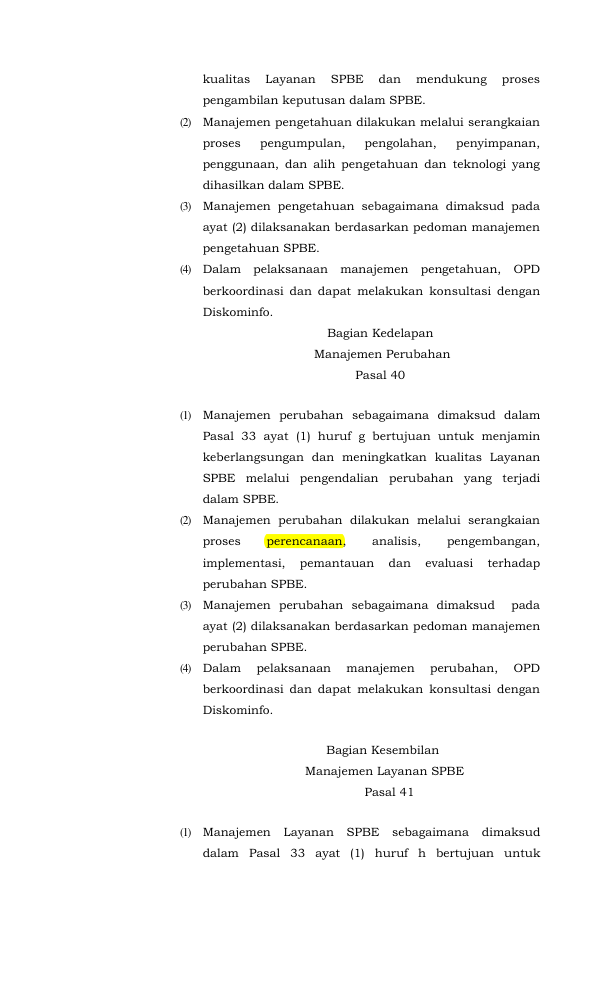 kualitas Layanan SPBE dan mendukung proses
pengambilan keputusan dalam SPBE.
(2) Manajemen pengetahuan dilakukan melalui serangkaian
proses pengumpulan, pengolahan, penyimpanan,
penggunaan, dan alih pengetahuan dan teknologi yang
dihasilkan dalam SPBE.
(3) Manajemen pengetahuan sebagaimana dimaksud pada
ayat (2) dilaksanakan berdasarkan pedoman manajemen
pengetahuan SPBE.
(4) Dalam pelaksanaan manajemen pengetahuan, OPD
berkoordinasi dan dapat melakukan konsultasi dengan
Diskominfo.
Bagian Kedelapan
Manajemen Perubahan
Pasal 40
(1) Manajemen perubahan sebagaimana dimaksud dalam
Pasal 33 ayat (1) huruf g bertujuan untuk menjamin
keberlangsungan dan meningkatkan kualitas Layanan
SPBE melalui pengendalian perubahan yang terjadi
dalam SPBE.
(2) Manajemen perubahan dilakukan melalui serangkaian
proses perencanaan, analisis, pengembangan,
implementasi, pemantauan dan evaluasi terhadap
perubahan SPBE.
(3) Manajemen perubahan sebagaimana dimaksud pada
ayat (2) dilaksanakan berdasarkan pedoman manajemen
perubahan SPBE.
(4) Dalam pelaksanaan manajemen perubahan, OPD
berkoordinasi dan dapat melakukan konsultasi dengan
Diskominfo.
Bagian Kesembilan
Manajemen Layanan SPBE
Pasal 41
(1) Manajemen Layanan SPBE sebagaimana dimaksud
dalam Pasal 33 ayat (1) huruf h bertujuan untuk